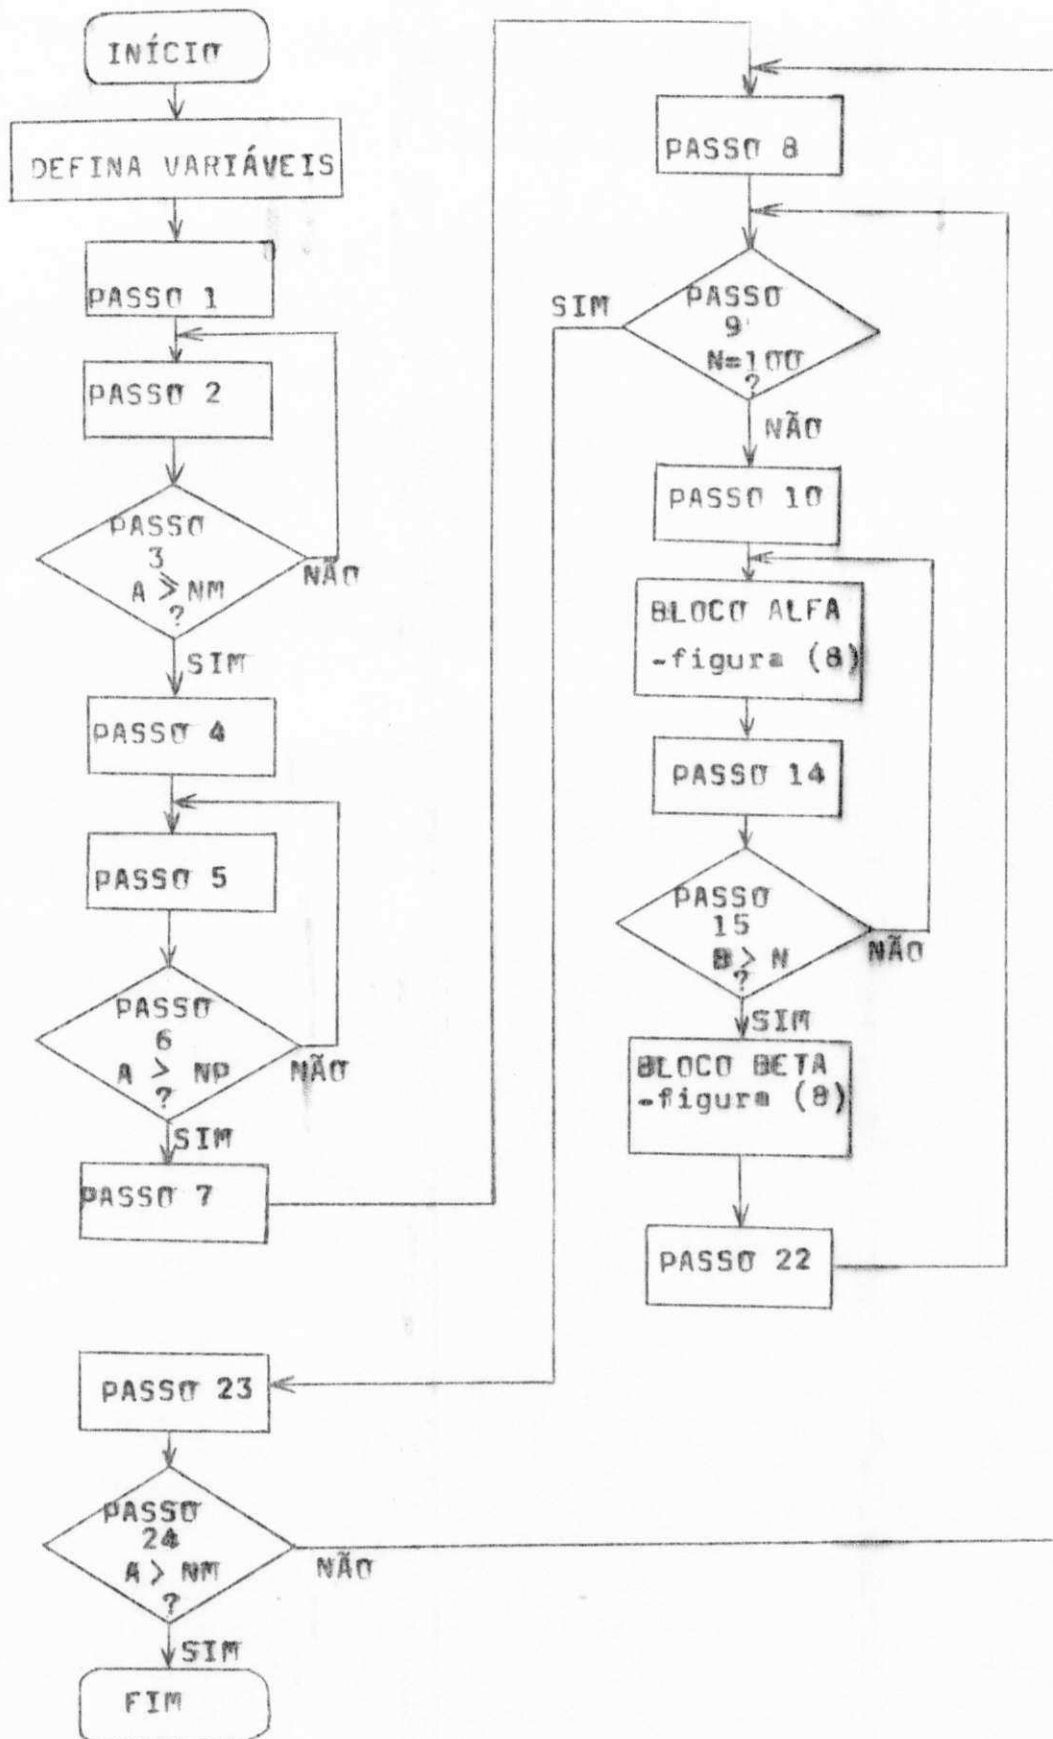 INÍCIO
DEFINA VARIÁVEIS
PASSO 1
PASSO 2
PASSO
3
A ⩾ NM
?
NÃO
SIM
PASSO 4
PASSO 5
PASSO
6
A > NP
?
NÃO
SIM
PASSO 7
PASSO 8
SIM
PASSO
9
N=100
?
NÃO
PASSO 10
BLOCO ALFA
-figura (8)
PASSO 14
PASSO
15
B > N
?
NÃO
SIM
BLOCO BETA
-figura (8)
PASSO 22
PASSO 23
PASSO
24
A > NM
?
NÃO
SIM
FIM